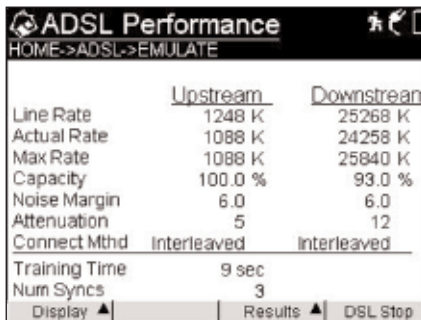 ADSL Performance
HOME->ADSL->EMULATE
Upstream Downstream
Line Rate 1248 K 25268 K
Actual Rate 1088 K 24258 K
Max Rate 1088 K 25840 K
Capacity 100.0 % 93.0 %
Noise Margin 6.0 6.0
Attenuation 5 12
Connect Mthd Interleaved Interleaved
Training Time 9 sec
Num Syncs 3
Display ▲ Results ▲ DSL Stop